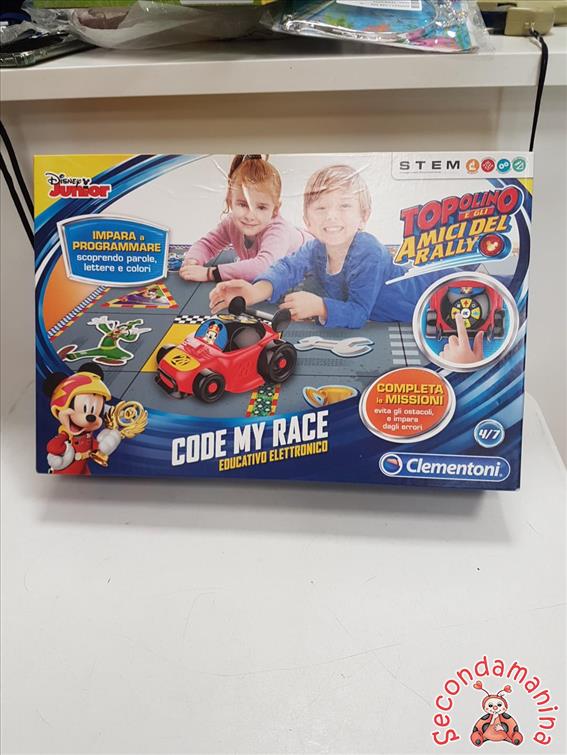 Disney
Junior
STEM
IMPARA a
PROGRAMMARE
scoprendo parole,
lettere e colori
TOPOLINO
E GLI
AMICI DEL
RALLY
COMPLETA
le MISSIONI
evita gli ostacoli,
e impara
dagli errori
4/7
CODE MY RACE
EDUCATIVO ELETTRONICO
Clementoni
Secondamanina